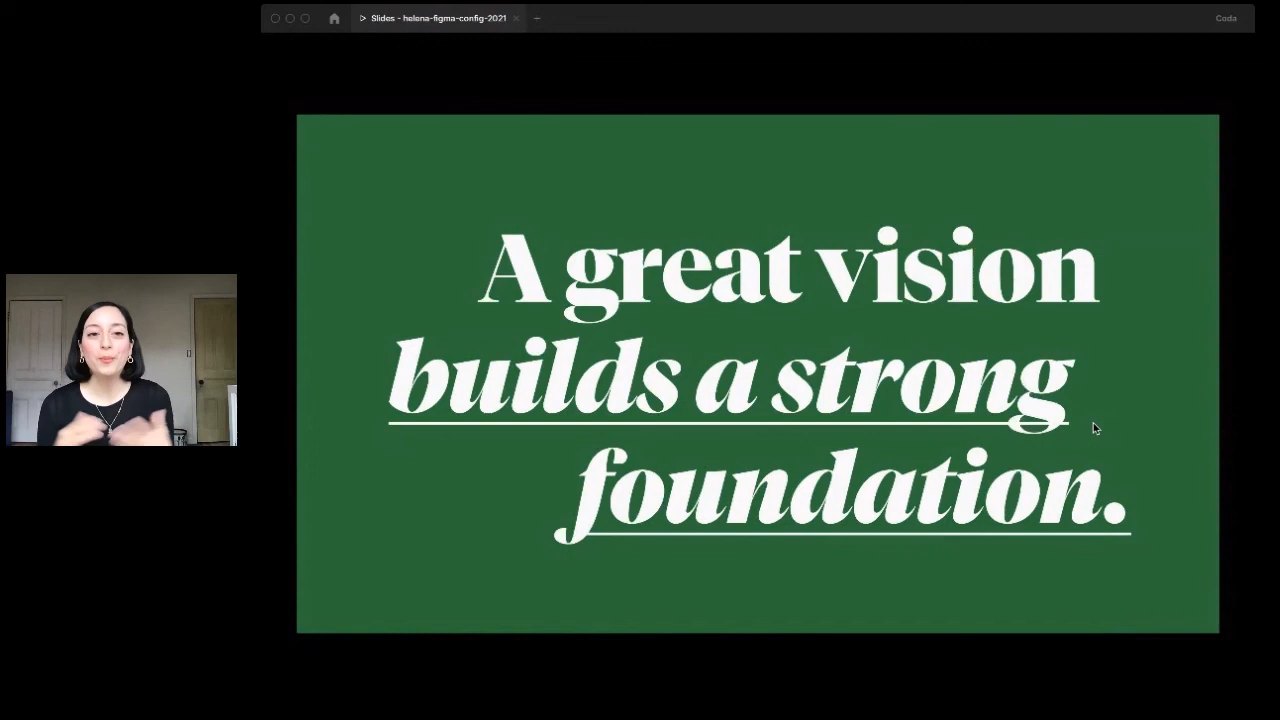 Slides - helena-figma-config-2021
Coda
A great vision
builds a strong
foundation.